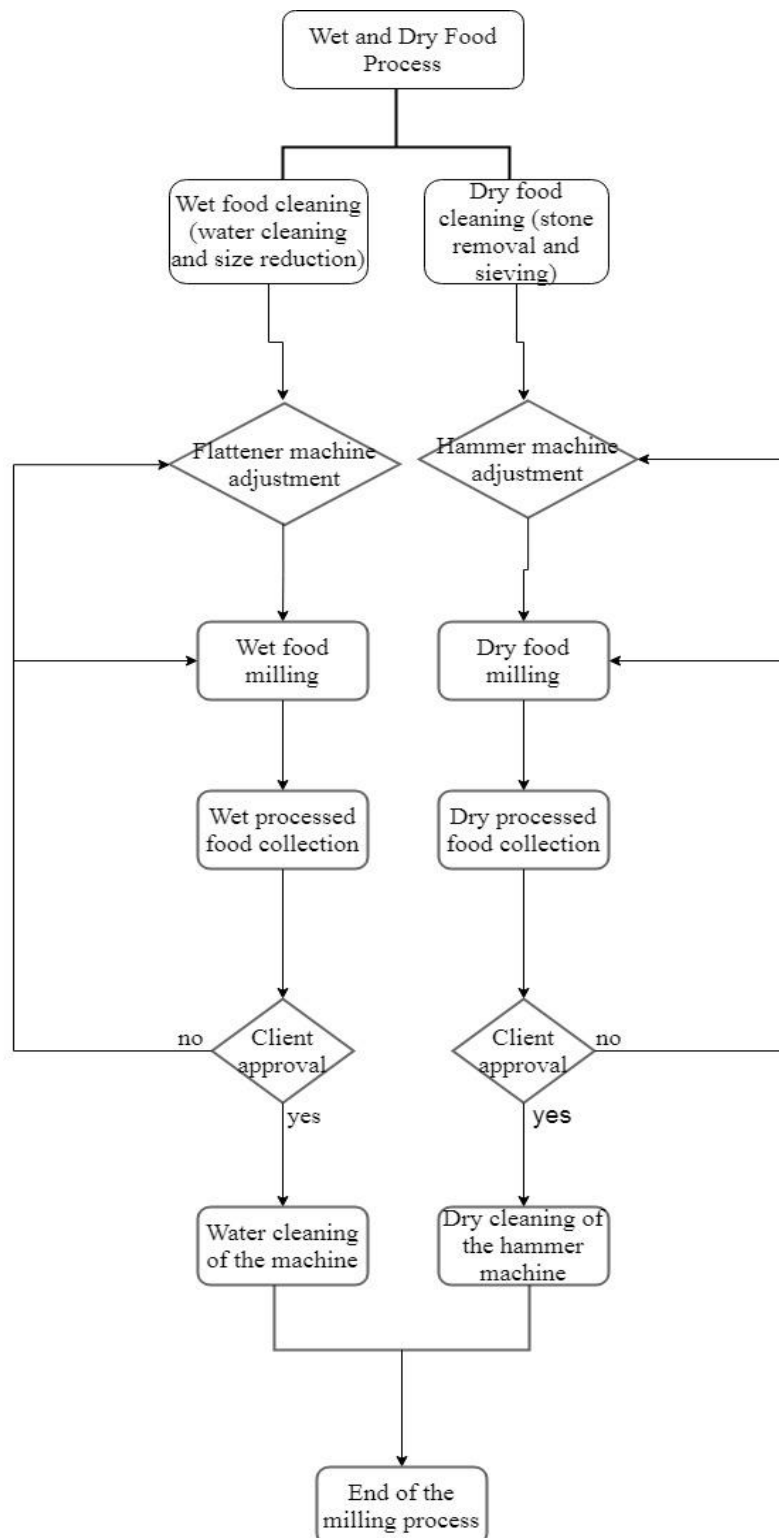 Wet and Dry Food
Process
Wet food cleaning
(water cleaning
and size reduction)
Dry food
cleaning (stone
removal and
sieving)
Flattener machine
adjustment
Hammer machine
adjustment
Wet food
milling
Dry food
milling
Wet processed
food collection
Dry processed
food collection
no
Client
approval
yes
Client
approval
no
yes
Water cleaning
of the machine
Dry cleaning of
the hammer
machine
End of the
milling process